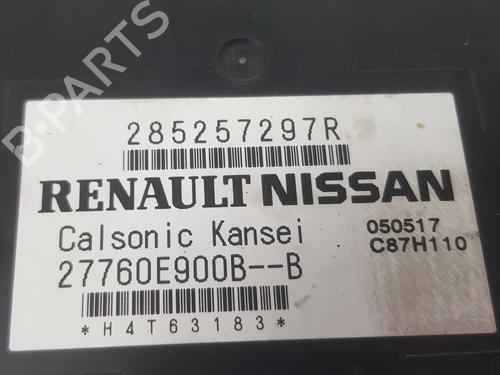 B-PARTS
285257297R
RENAULT NISSAN
Calsonic Kansei
050517
C87H110
27760E900B--B
*H4T63183*